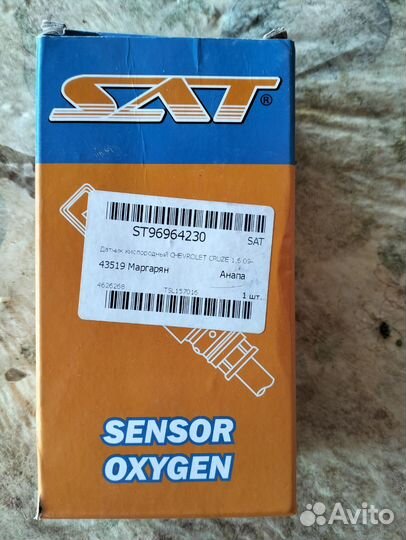 SAT®
ST96964230
SAT
Датчик кислородный CHEVROLET CRUZE 1,6 09-
43519 Маргарян
Анапа
4626268
TSL157016
1 шт.
SENSOR
OXYGEN
Avito